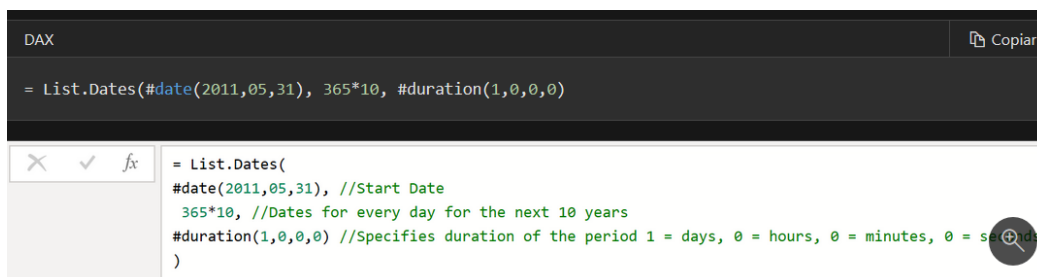 DAX
Copiar
= List.Dates(#date(2011,05,31), 365*10, #duration(1,0,0,0)
fx
= List.Dates(
#date(2011,05,31), //Start Date
365*10, //Dates for every day for the next 10 years
#duration(1,0,0,0) //Specifies duration of the period 1 = days, 0 = hours, 0 = minutes, 0 = seconds
)